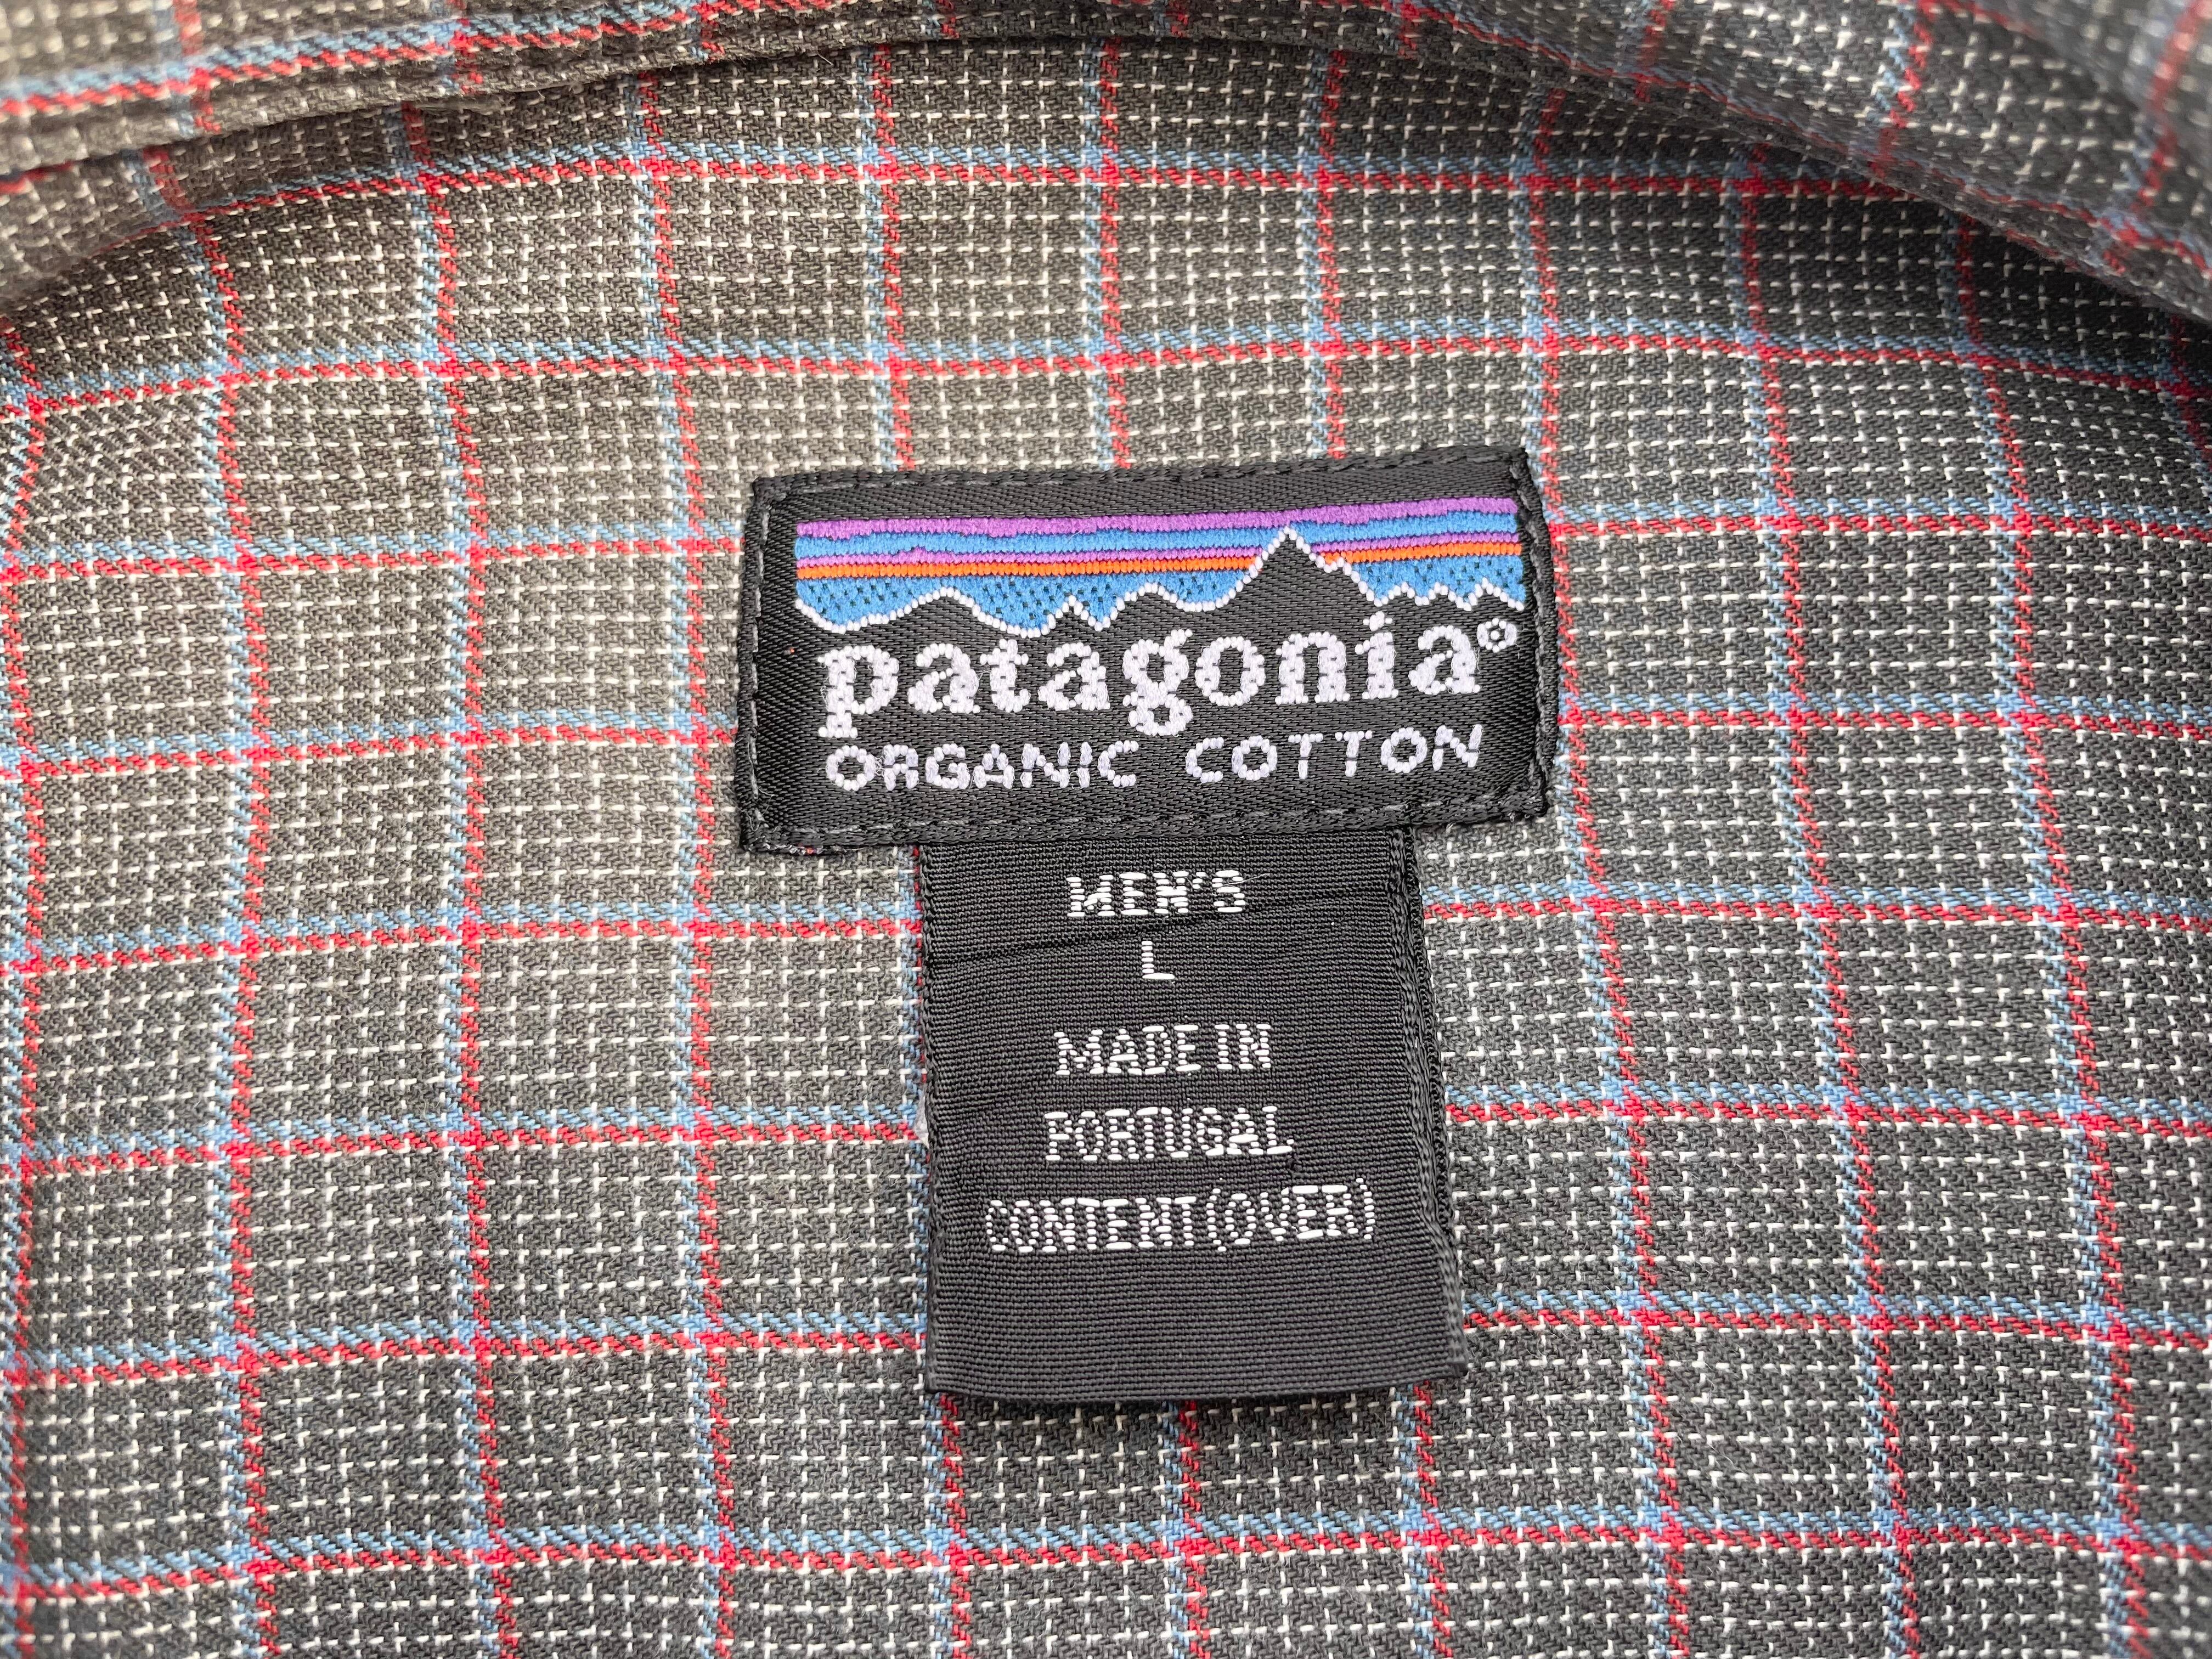 patagonia®
ORGANIC COTTON
MEN'S
L
MADE IN
PORTUGAL
CONTENT(OVER)